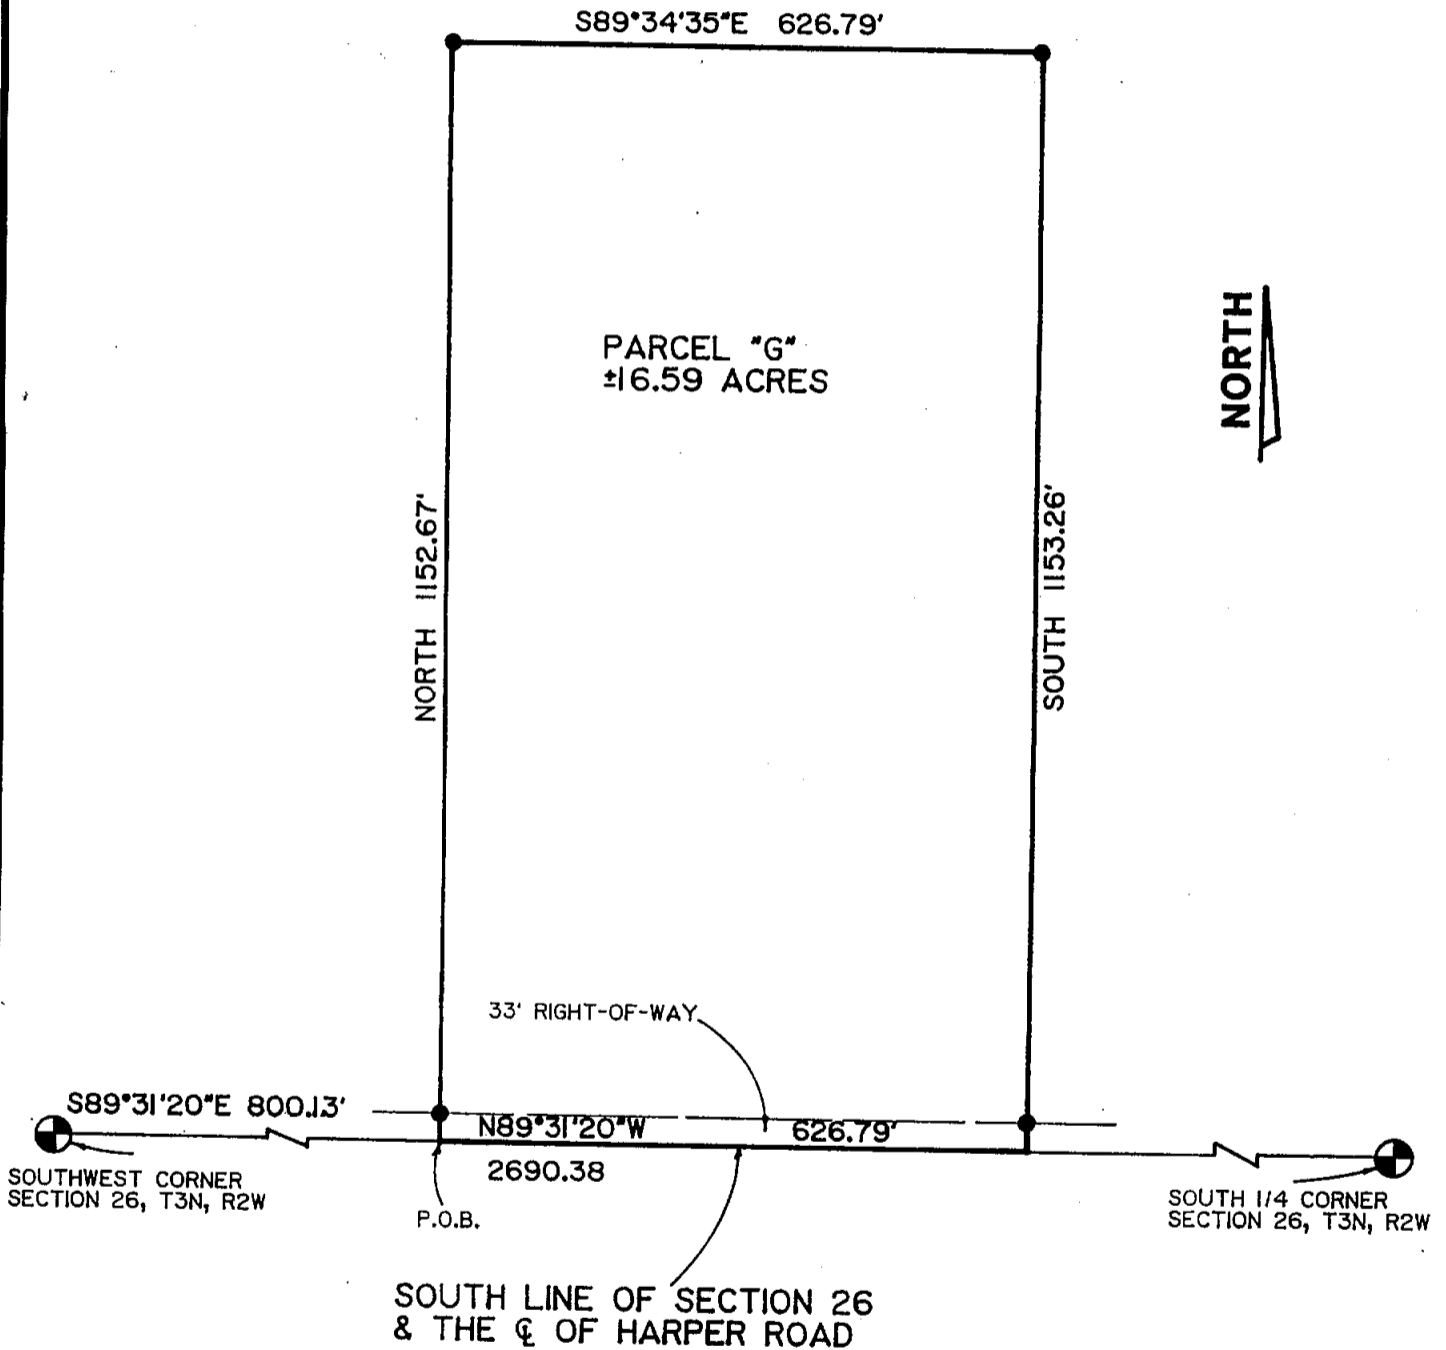 S89°34'35"E 626.79'
PARCEL "G"
±16.59 ACRES
NORTH
NORTH 1152.67'
SOUTH 1153.26'
33' RIGHT-OF-WAY
S89°31'20"E 800.13'
N89°31'20"W 626.79'
2690.38
SOUTHWEST CORNER
SECTION 26, T3N, R2W
P.O.B.
SOUTH 1/4 CORNER
SECTION 26, T3N, R2W
SOUTH LINE OF SECTION 26
& THE ℄ OF HARPER ROAD